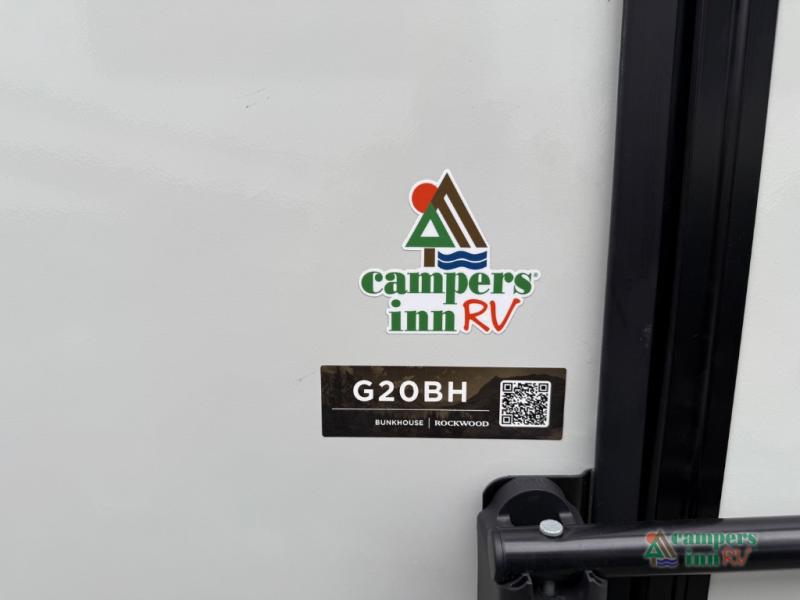 campers®
inn RV
G20BH
BUNKHOUSE | ROCKWOOD
campers
inn RV